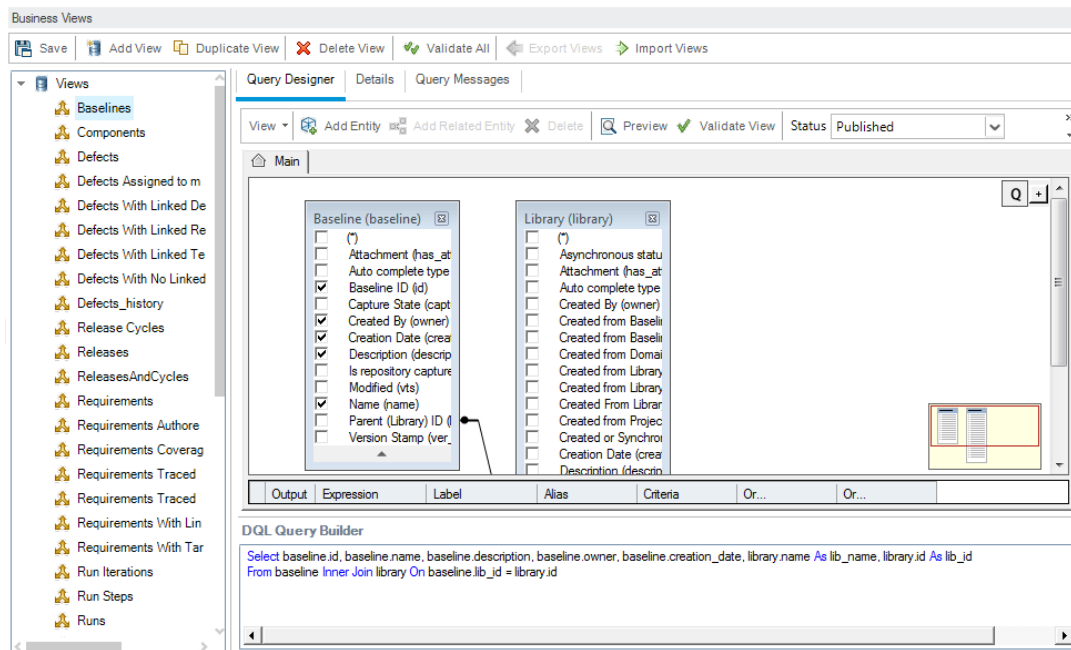 Business Views
Save Add View Duplicate View Delete View Validate All Export Views Import Views
Views
Baselines
Components
Defects
Defects Assigned to m
Defects With Linked De
Defects With Linked Re
Defects With Linked Te
Defects With No Linked
Defects_history
Release Cycles
Releases
ReleasesAndCycles
Requirements
Requirements Authore
Requirements Coverag
Requirements Traced
Requirements Traced
Requirements With Lin
Requirements With Tar
Run Iterations
Run Steps
Runs
Query Designer Details Query Messages
View Add Entity Add Related Entity Delete Preview Validate View Status Published
Main
Q +
Baseline (baseline)
(*)
Attachment (has_at
Auto complete type
Baseline ID (id)
Capture State (capt
Created By (owner)
Creation Date (crea
Description (descrip
Is repository capture
Modified (vts)
Name (name)
Parent (Library) ID (l
Version Stamp (ver_
Library (library)
(*)
Asynchronous statu
Attachment (has_at
Auto complete type
Created By (owner)
Created from Baseli
Created from Baseli
Created from Domai
Created from Library
Created from Library
Created From Librar
Created from Projec
Created or Synchro
Creation Date (crea
Description (descrip
Output Expression Label Alias Criteria Or... Or...
DQL Query Builder
Select baseline.id, baseline.name, baseline.description, baseline.owner, baseline.creation_date, library.name As lib_name, library.id As lib_id
From baseline Inner Join library On baseline.lib_id = library.id